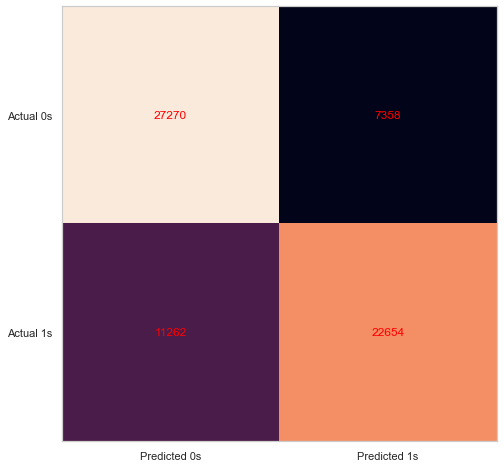 Actual 0s 27270 7358
Actual 1s 11262 22654
Predicted 0s Predicted 1s